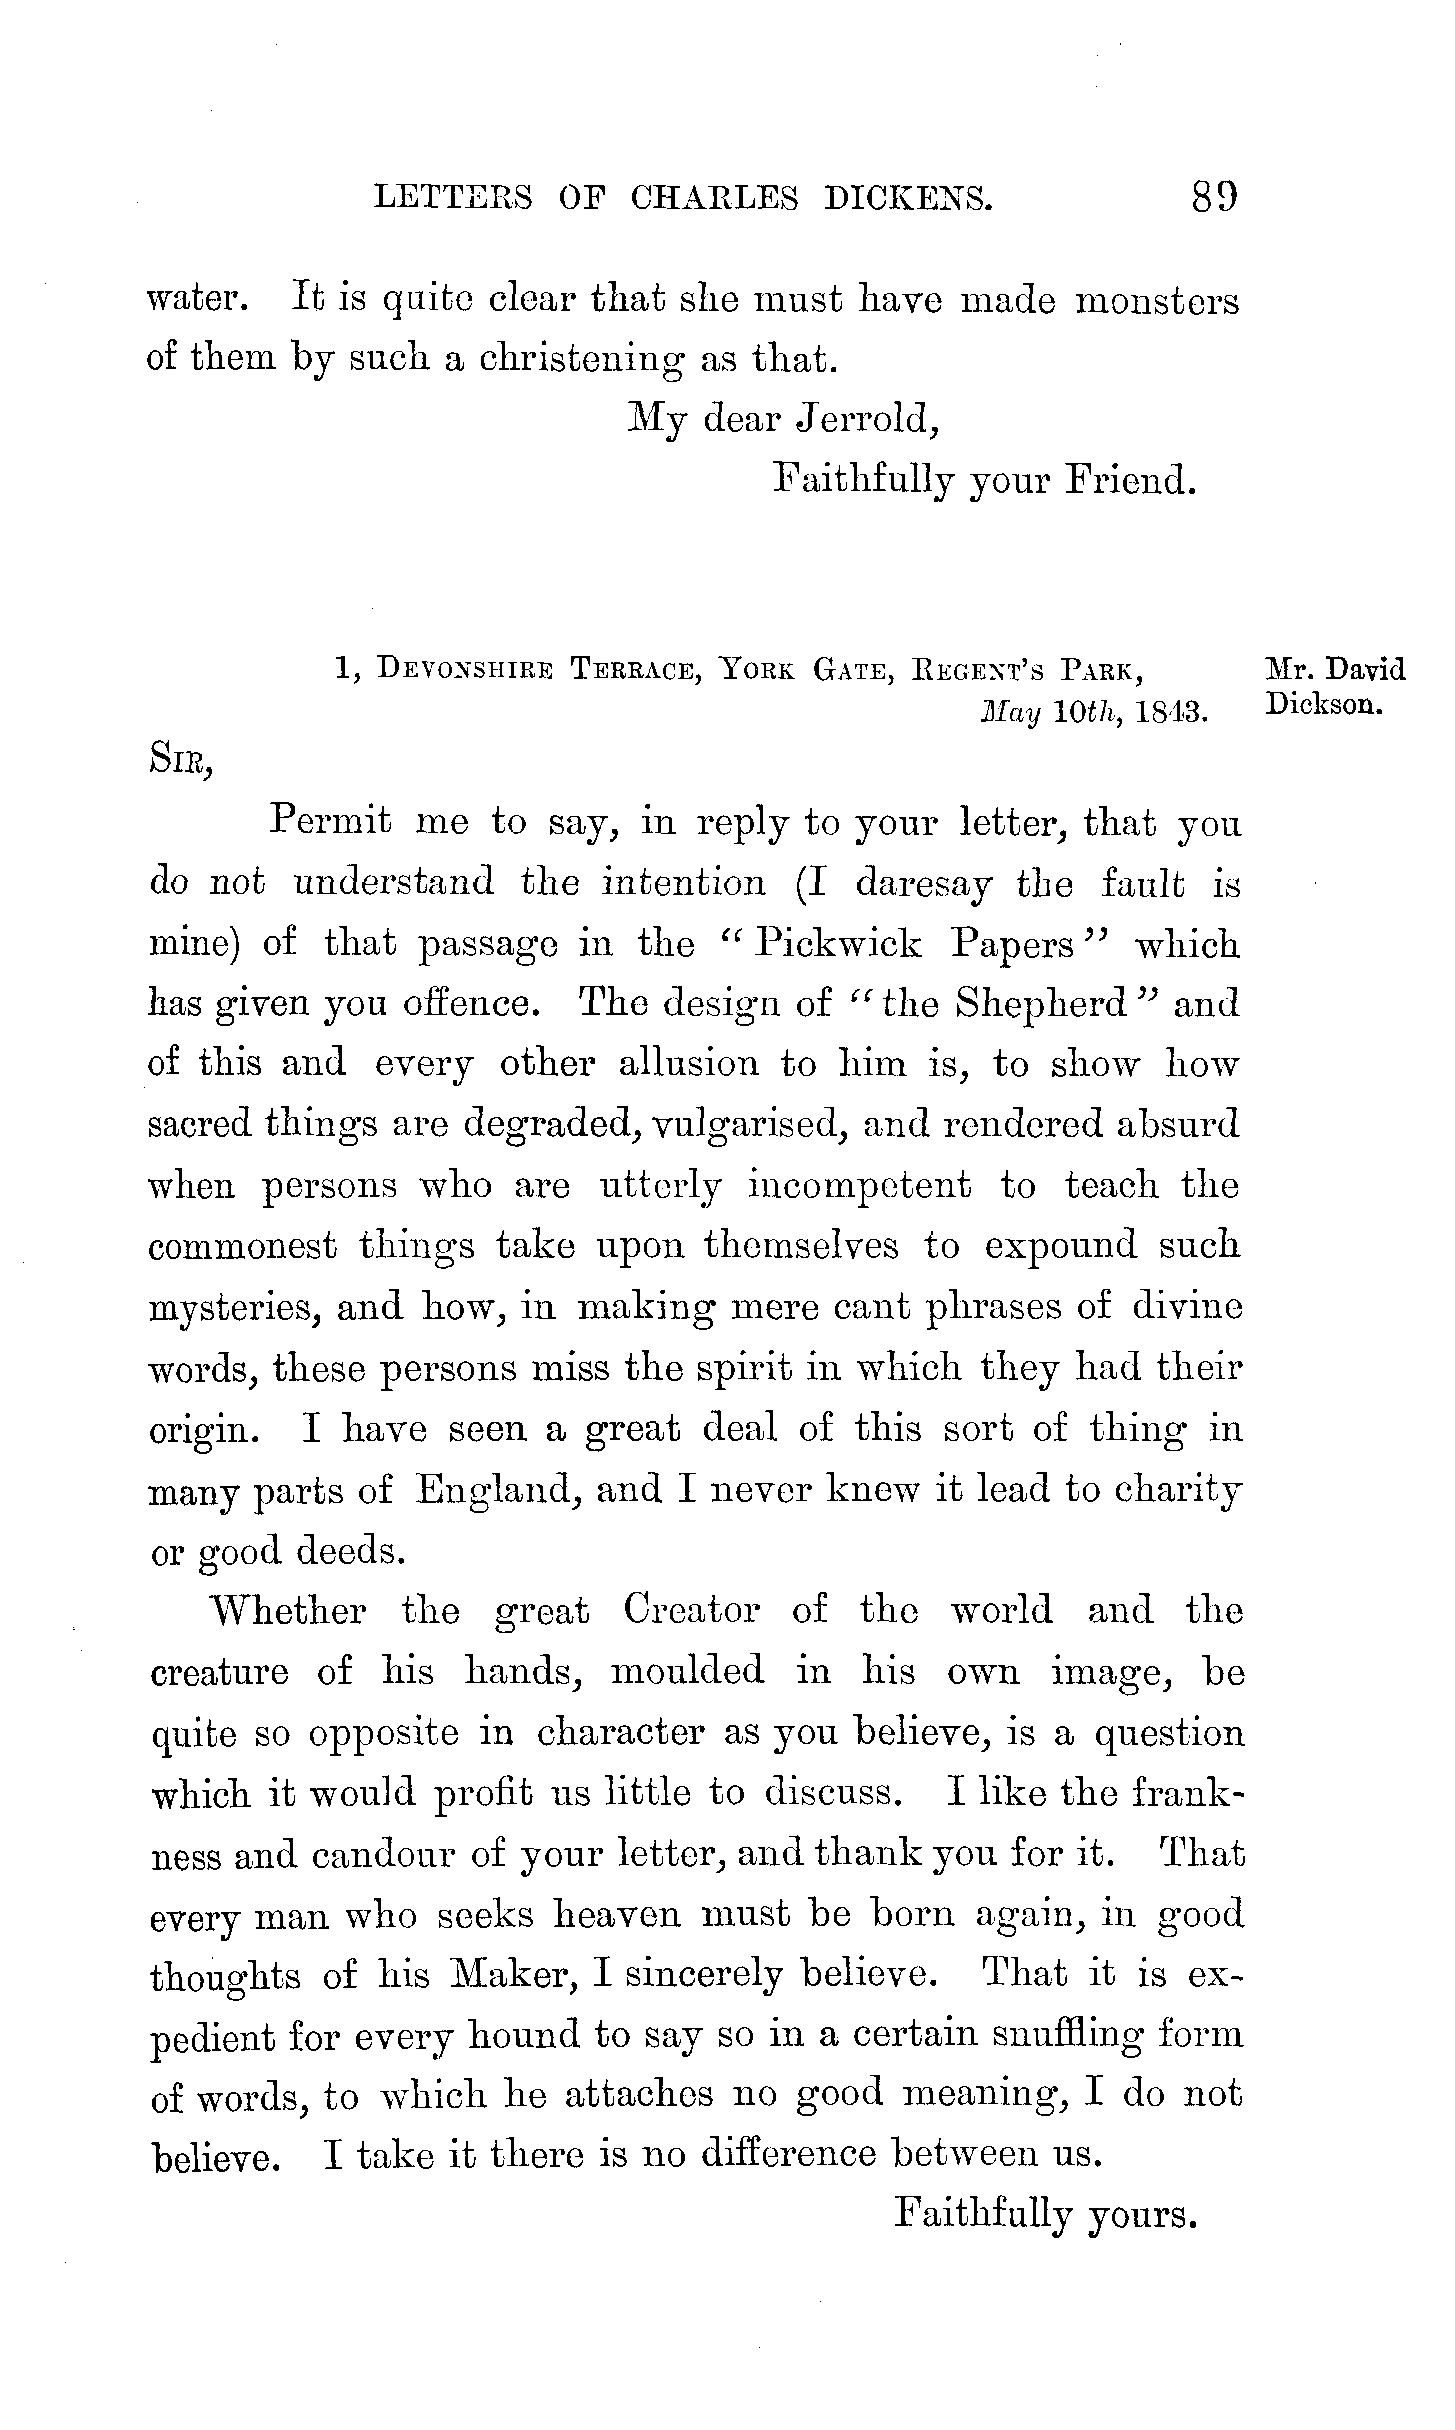 LETTERS OF CHARLES DICKENS. 89
water. It is quite clear that she must have made monsters
of them by such a christening as that.
My dear Jerrold,
Faithfully your Friend.
1, Devonshire Terrace, York Gate, Regent's Park,
May 10th, 1843.
Mr. David
Dickson.
Sir,
Permit me to say, in reply to your letter, that you
do not understand the intention (I daresay the fault is
mine) of that passage in the “Pickwick Papers” which
has given you offence. The design of “the Shepherd” and
of this and every other allusion to him is, to show how
sacred things are degraded, vulgarised, and rendered absurd
when persons who are utterly incompetent to teach the
commonest things take upon themselves to expound such
mysteries, and how, in making mere cant phrases of divine
words, these persons miss the spirit in which they had their
origin. I have seen a great deal of this sort of thing in
many parts of England, and I never knew it lead to charity
or good deeds.
Whether the great Creator of the world and the
creature of his hands, moulded in his own image, be
quite so opposite in character as you believe, is a question
which it would profit us little to discuss. I like the frank-
ness and candour of your letter, and thank you for it. That
every man who seeks heaven must be born again, in good
thoughts of his Maker, I sincerely believe. That it is ex-
pedient for every hound to say so in a certain snuffling form
of words, to which he attaches no good meaning, I do not
believe. I take it there is no difference between us.
Faithfully yours.